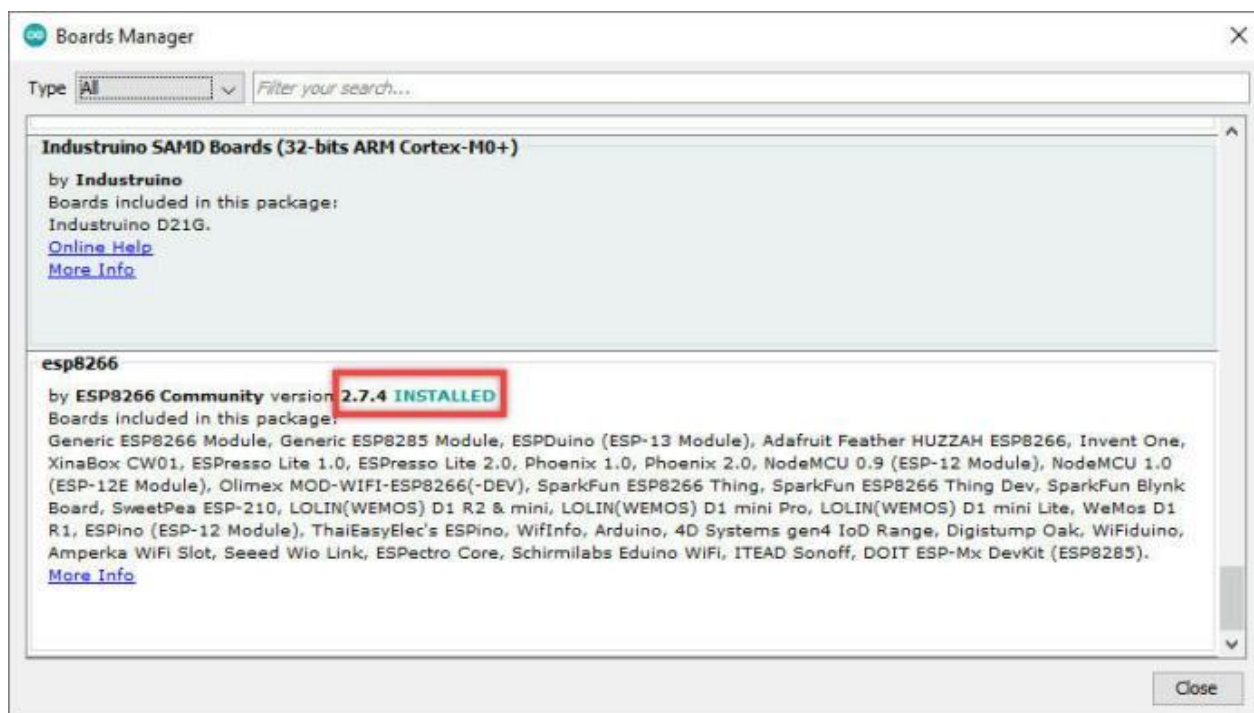 Boards Manager
Type All Filter your search...
Industruino SAMD Boards (32-bits ARM Cortex-M0+)
by Industruino
Boards included in this package:
Industruino D21G.
Online Help
More Info
esp8266
by ESP8266 Community version 2.7.4 INSTALLED
Boards included in this package:
Generic ESP8266 Module, Generic ESP8285 Module, ESPDuino (ESP-13 Module), Adafruit Feather HUZZAH ESP8266, Invent One,
XinaBox CW01, ESPresso Lite 1.0, ESPresso Lite 2.0, Phoenix 1.0, Phoenix 2.0, NodeMCU 0.9 (ESP-12 Module), NodeMCU 1.0
(ESP-12E Module), Olimex MOD-WIFI-ESP8266(-DEV), SparkFun ESP8266 Thing, SparkFun ESP8266 Thing Dev, SparkFun Blynk
Board, SweetPea ESP-210, LOLIN(WEMOS) D1 R2 & mini, LOLIN(WEMOS) D1 mini Pro, LOLIN(WEMOS) D1 mini Lite, WeMos D1
R1, ESPino (ESP-12 Module), ThaiEasyElec's ESPino, WifInfo, Arduino, 4D Systems gen4 IoD Range, Digistump Oak, WiFiduino,
Amperka WiFi Slot, Seeed Wio Link, ESPectro Core, Schirmilabs Eduino WiFi, ITEAD Sonoff, DOIT ESP-Mx DevKit (ESP8285).
More Info
Close